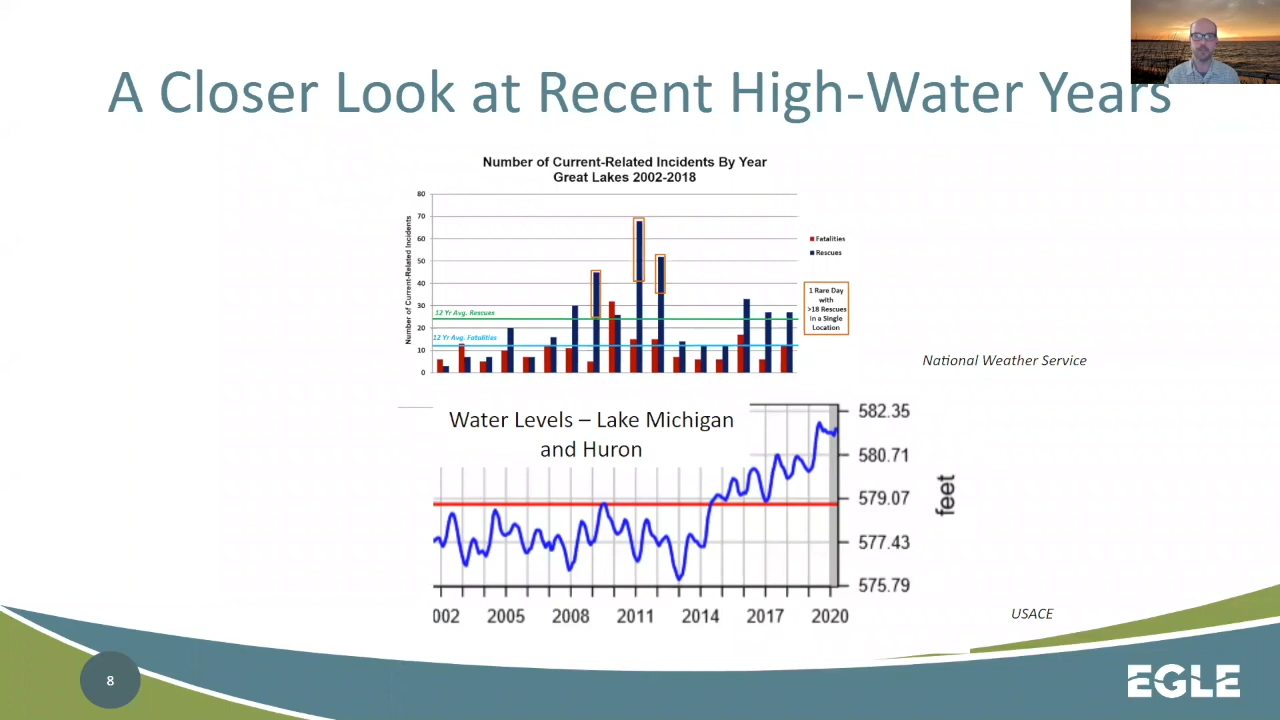 A Closer Look at Recent High-Water Years
Number of Current-Related Incidents By Year
Great Lakes 2002-2018
Number of Current-Related Incidents
80
70
60
50
40
30
20
10
0
12 Yr Avg. Rescues
12 Yr Avg. Fatalities
Fatalities
Rescues
1 Rare Day
with
>18 Rescues
in a Single
Location
National Weather Service
Water Levels – Lake Michigan
and Huron
582.35
580.71
579.07
577.43
575.79
feet
002 2005 2008 2011 2014 2017 2020
USACE
8
EGLE